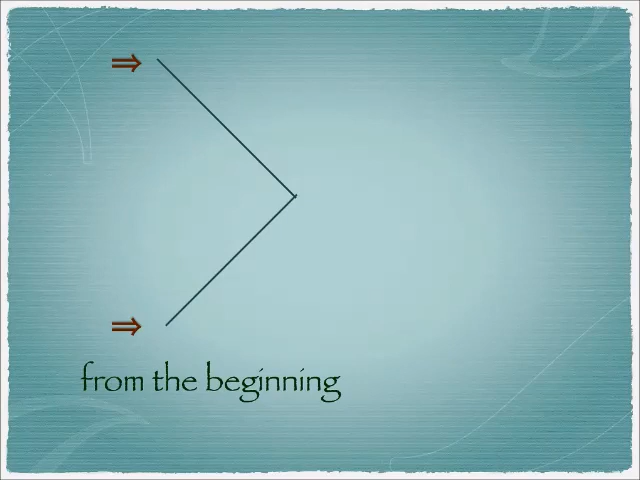 ⇒
⇒
from the beginning